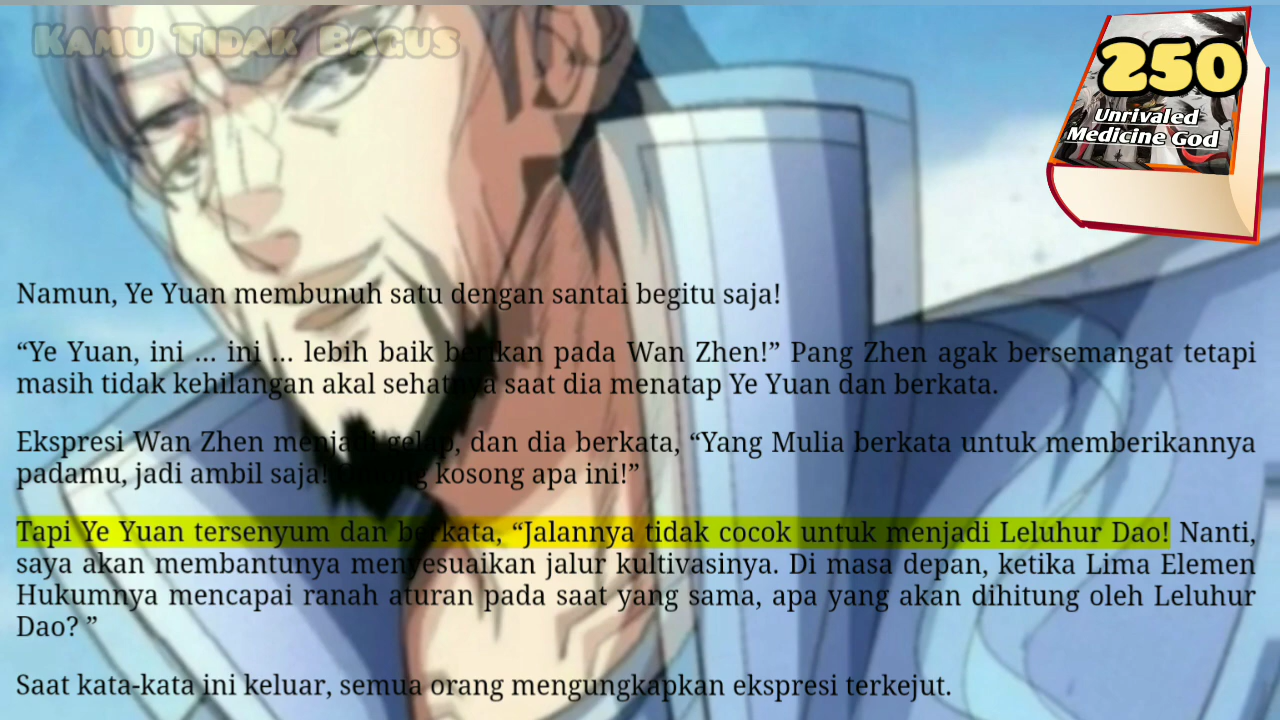 Kamu Tidak Bagus
250
Unrivaled
Medicine God
Namun, Ye Yuan membunuh satu dengan santai begitu saja!
“Ye Yuan, ini … ini … lebih baik berikan pada Wan Zhen!” Pang Zhen agak bersemangat tetapi
masih tidak kehilangan akal sehatnya saat dia menatap Ye Yuan dan berkata.
Ekspresi Wan Zhen menjadi gelap, dan dia berkata, “Yang Mulia berkata untuk memberikannya
padamu, jadi ambil saja! kosong apa ini!”
Tapi Ye Yuan tersenyum dan berkata, “Jalannya tidak cocok untuk menjadi Leluhur Dao! Nanti,
saya akan membantunya menyesuaikan jalur kultivasinya. Di masa depan, ketika Lima Elemen
Hukumnya mencapai ranah aturan pada saat yang sama, apa yang akan dihitung oleh Leluhur
Dao? ”
Saat kata-kata ini keluar, semua orang mengungkapkan ekspresi terkejut.